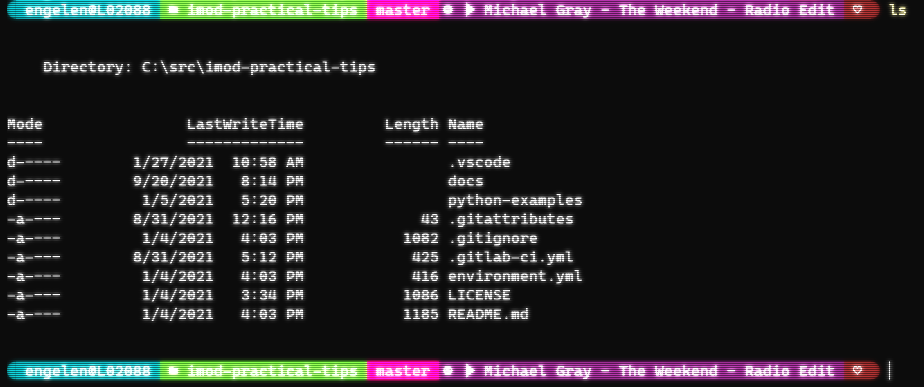 engelen@L02088 imod-practical-tips master ● Michael Gray - The Weekend - Radio Edit ♡ ls
Directory: C:\src\imod-practical-tips
Mode LastWriteTime Length Name
---- ------------- ------ ----
d----- 1/27/2021 10:58 AM .vscode
d----- 9/20/2021 8:14 PM docs
d----- 1/5/2021 5:20 PM python-examples
-a---- 8/31/2021 12:16 PM 43 .gitattributes
-a---- 1/4/2021 4:03 PM 1082 .gitignore
-a---- 8/31/2021 5:12 PM 425 .gitlab-ci.yml
-a---- 1/4/2021 4:03 PM 416 environment.yml
-a---- 1/4/2021 3:34 PM 1086 LICENSE
-a---- 1/4/2021 4:03 PM 1185 README.md
engelen@L02088 imod-practical-tips master ● Michael Gray - The Weekend - Radio Edit ♡